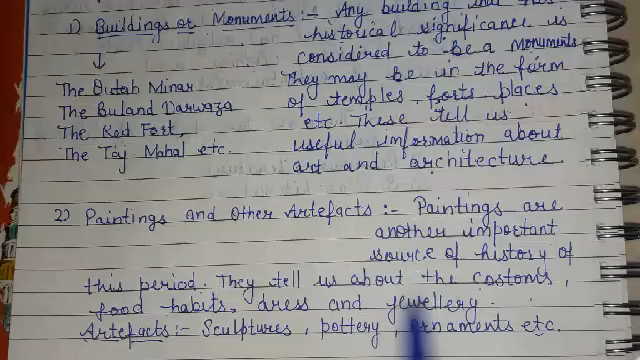 1) Buildings or Monuments :- Any building that has
historical significance is
↓ considered to be a Monuments
The Qutab Minar They may be in the form
The Buland Darwaza of temples, forts, places
The Red Fort, etc. These tell us
The Taj Mahal etc. useful information about
art and architecture
2) Paintings and Other Artefacts :- Paintings are
another important
source of history of
this period. They tell us about the costoms,
food habits, dress and jewellery.
Artefacts :- Sculptures, pottery, ornaments etc.